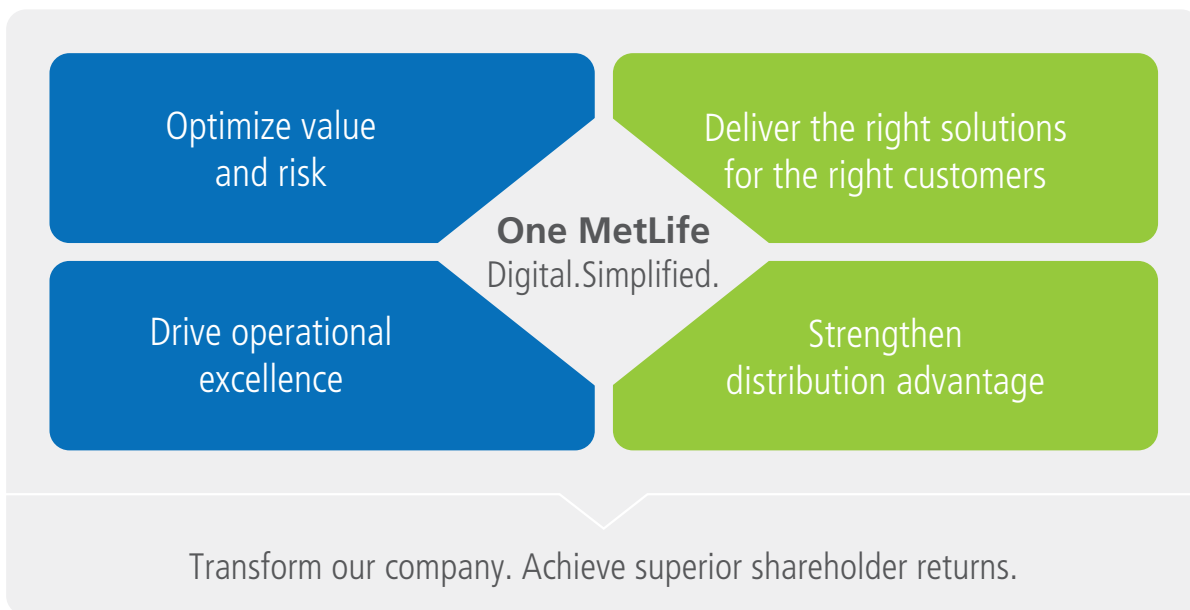 Optimize value
and risk
Deliver the right solutions
for the right customers
One MetLife
Digital.Simplified.
Drive operational
excellence
Strengthen
distribution advantage
Transform our company. Achieve superior shareholder returns.